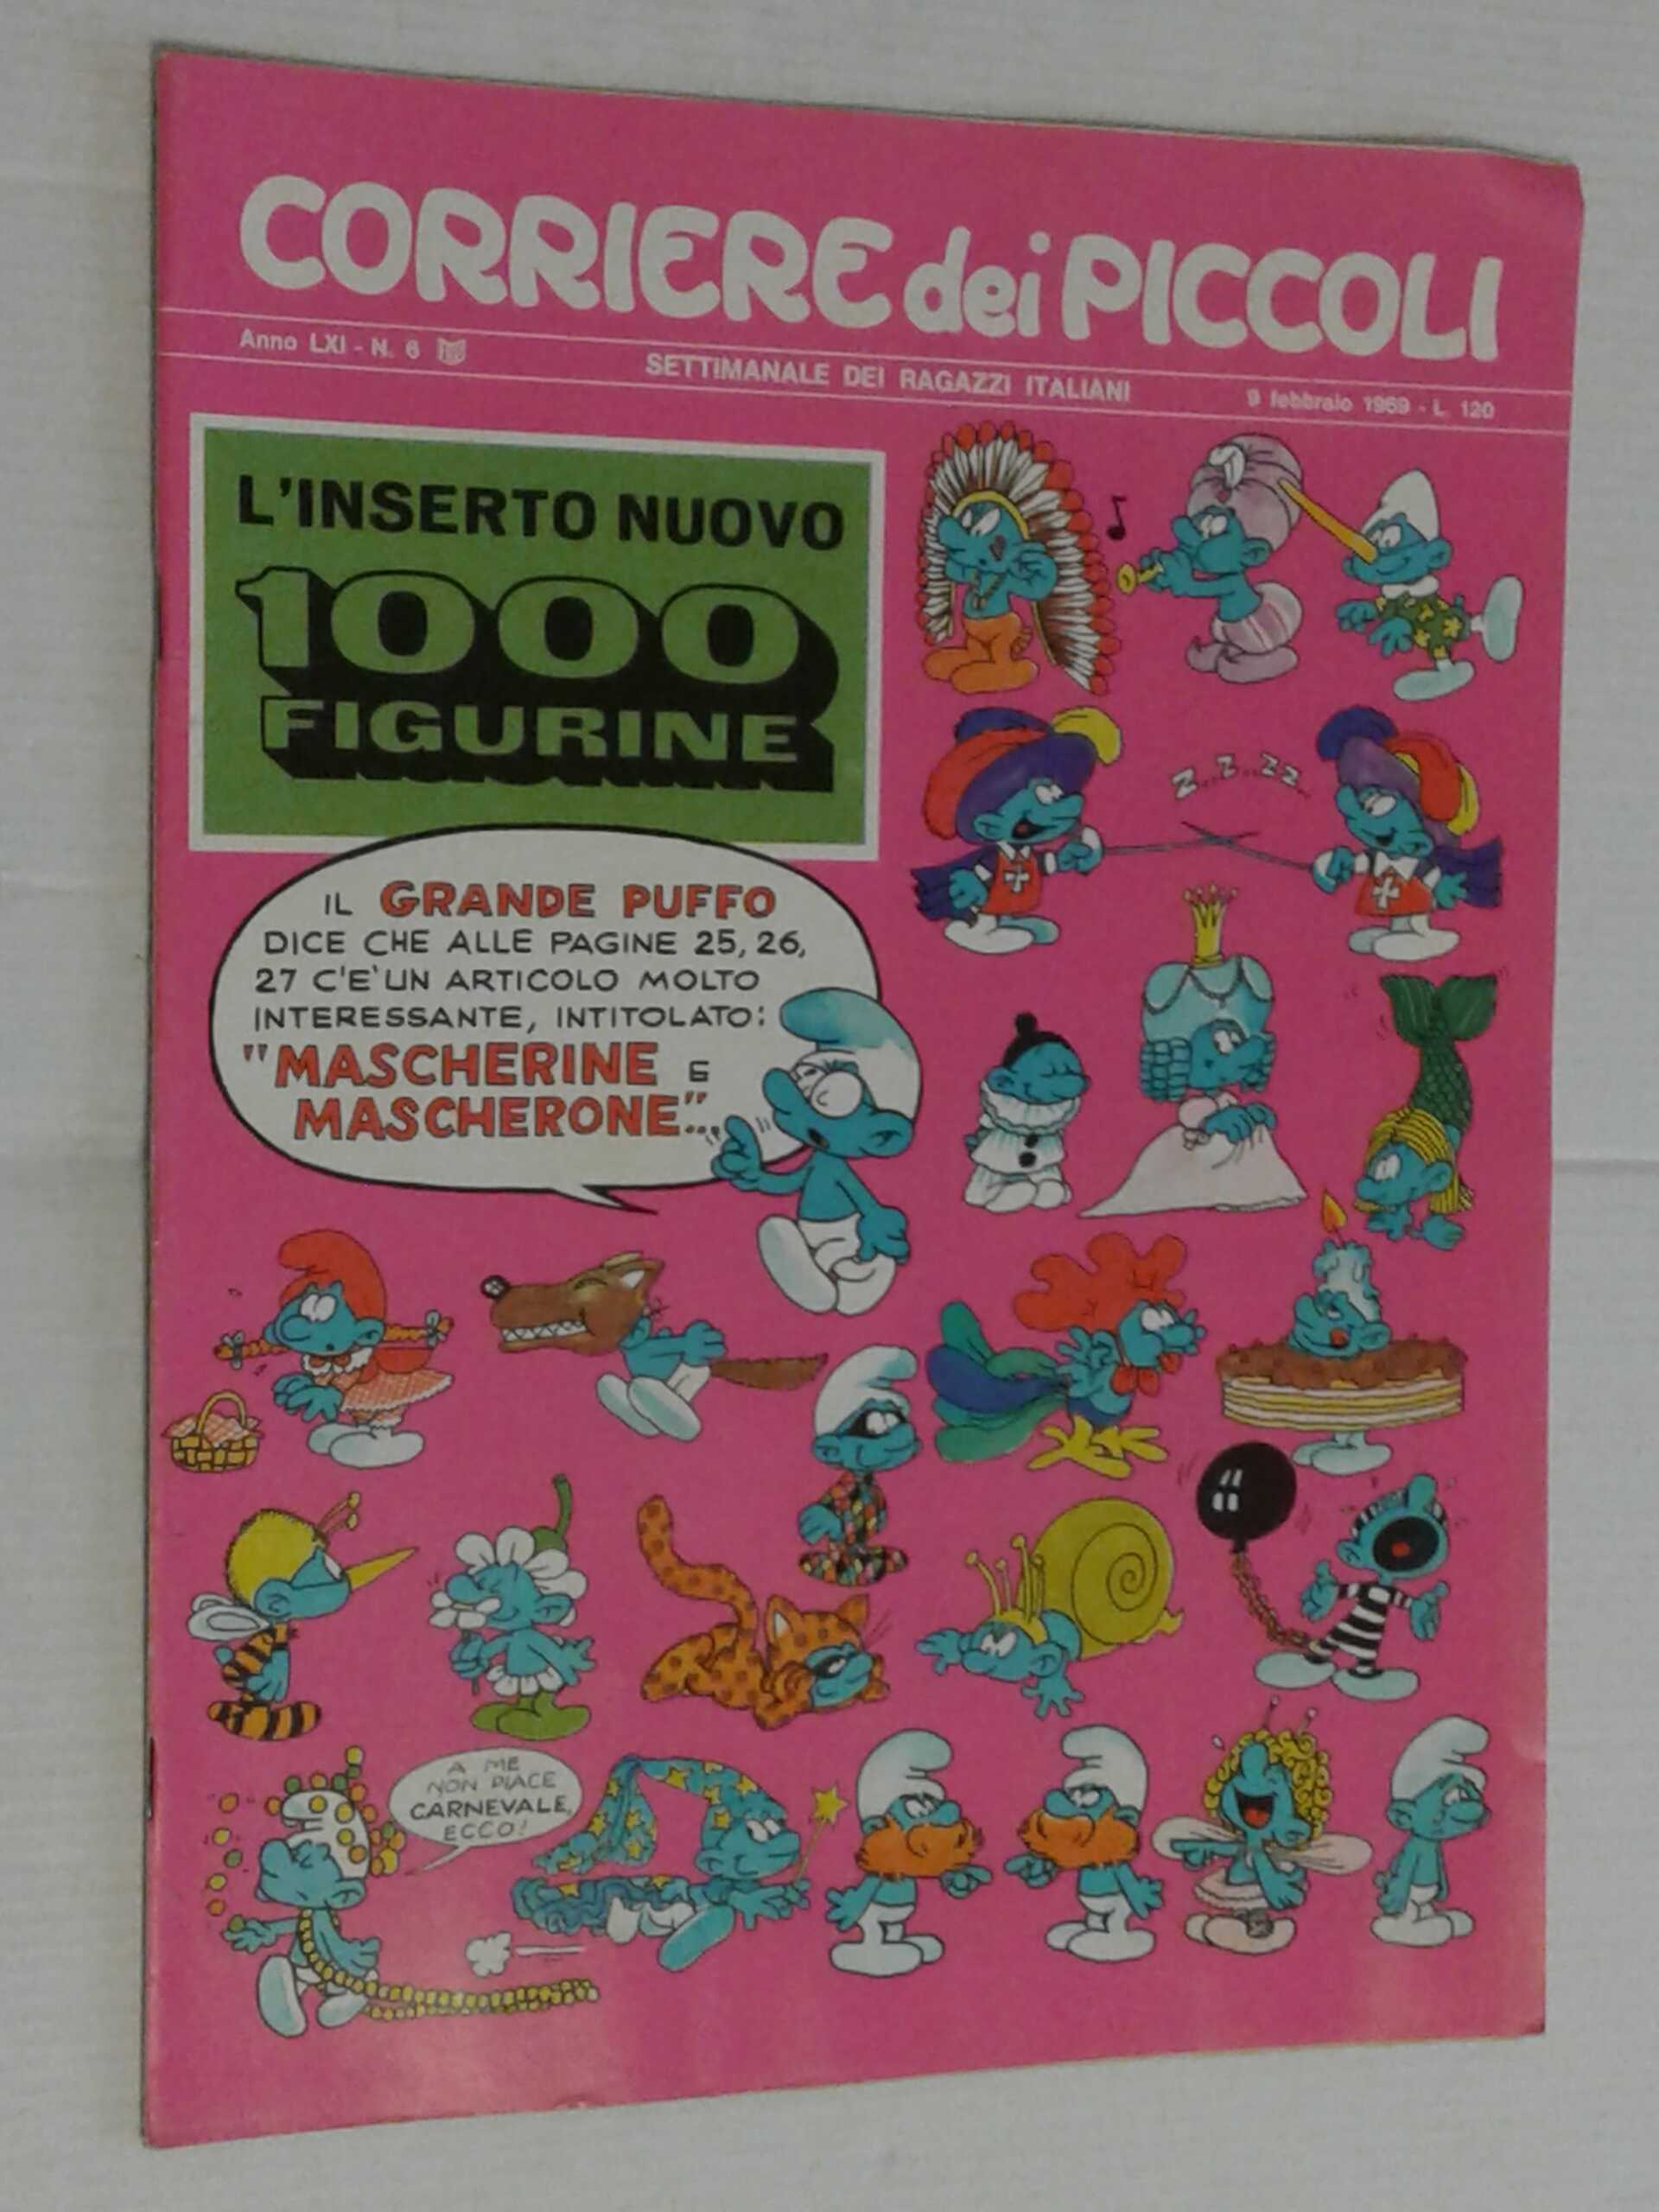 CORRIERE dei PICCOLI
Anno LXI - N. 6
SETTIMANALE DEI RAGAZZI ITALIANI
9 febbraio 1969 - L. 120
L'INSERTO NUOVO
1000
FIGURINE
IL GRANDE PUFFO
DICE CHE ALLE PAGINE 25, 26,
27 C'E' UN ARTICOLO MOLTO
INTERESSANTE, INTITOLATO:
"MASCHERINE E
MASCHERONE"...
Z...Z...ZZ..
A ME
NON PIACE
CARNEVALE,
ECCO!